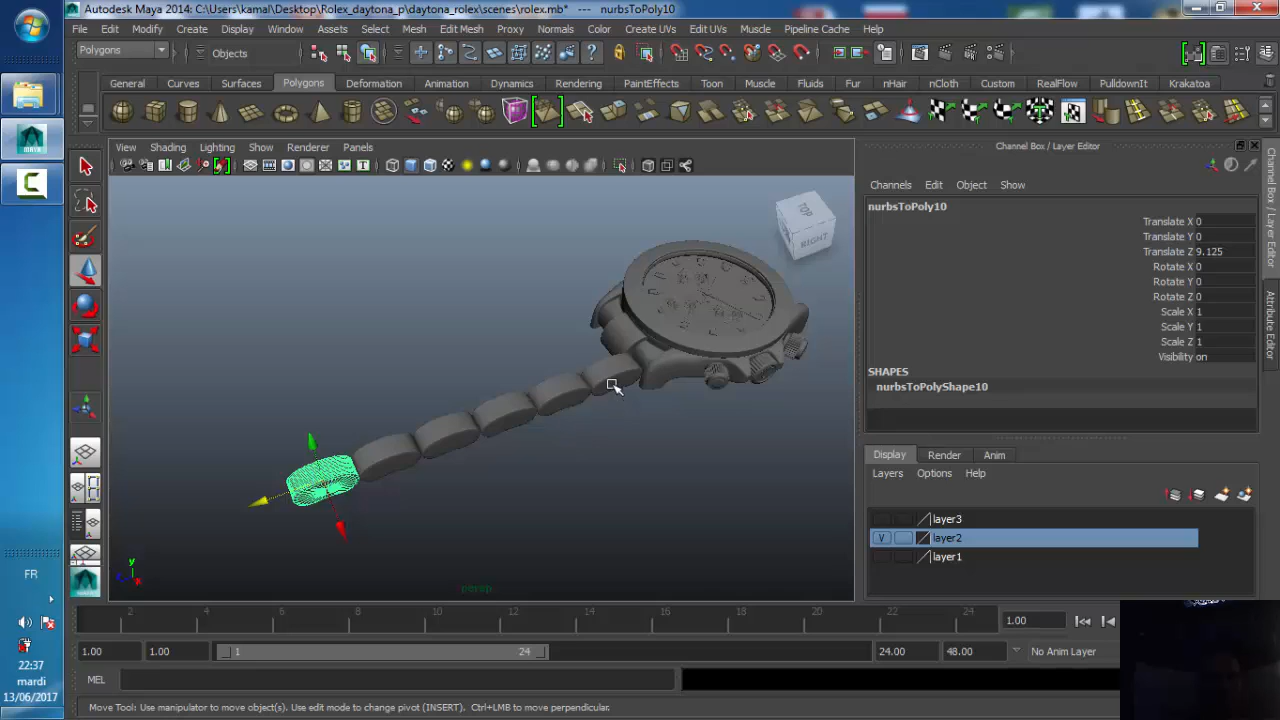 Autodesk Maya 2014: C:\Users\kamal\Desktop\Rolex_daytona_p\daytona_rolex\scenes\rolex.mb* --- nurbsToPoly10
File Edit Modify Create Display Window Assets Select Mesh Edit Mesh Proxy Normals Color Create UVs Edit UVs Muscle Pipeline Cache Help
Polygons Objects
General Curves Surfaces Polygons Deformation Animation Dynamics Rendering PaintEffects Toon Muscle Fluids Fur nHair nCloth Custom RealFlow PulldownIt Krakatoa
View Shading Lighting Show Renderer Panels
Channel Box / Layer Editor
Channels Edit Object Show
nurbsToPoly10
Translate X 0
Translate Y 0
Translate Z 9.125
Rotate X 0
Rotate Y 0
Rotate Z 0
Scale X 1
Scale Y 1
Scale Z 1
Visibility on
SHAPES
nurbsToPolyShape10
Channel Box / Layer Editor
Attribute Editor
TOP
RIGHT
persp
y
x
Display Render Anim
Layers Options Help
layer3
V layer2
layer1
2 4 6 8 10 12 14 16 18 20 22 24
1.00
1.00 1.00 1 24 24.00 48.00 No Anim Layer
MEL
Move Tool: Use manipulator to move object(s). Use edit mode to change pivot (INSERT). Ctrl+LMB to move perpendicular.
MAYA
FR
22:37
mardi
13/06/2017